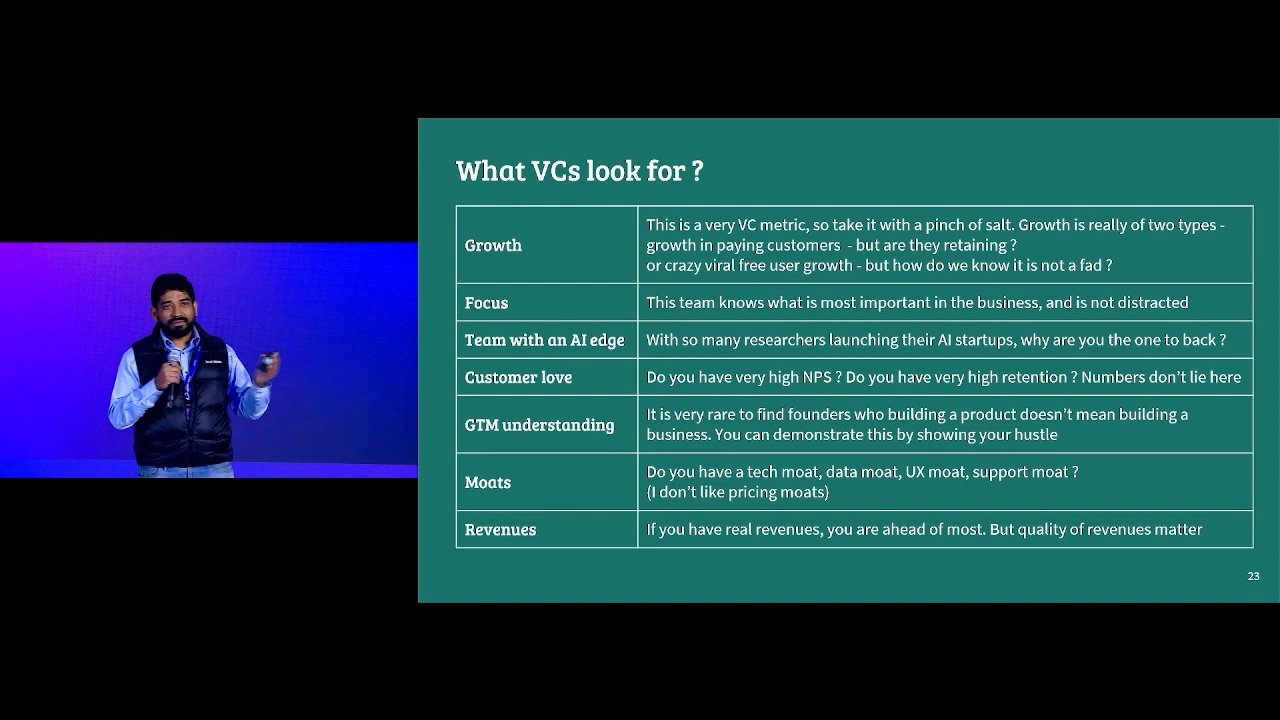 What VCs look for ?
Growth
This is a very VC metric, so take it with a pinch of salt. Growth is really of two types -
growth in paying customers - but are they retaining ?
or crazy viral free user growth - but how do we know it is not a fad ?
Focus
This team knows what is most important in the business, and is not distracted
Team with an AI edge
With so many researchers launching their AI startups, why are you the one to back ?
Customer love
Do you have very high NPS ? Do you have very high retention ? Numbers don't lie here
GTM understanding
It is very rare to find founders who building a product doesn't mean building a
business. You can demonstrate this by showing your hustle
Moats
Do you have a tech moat, data moat, UX moat, support moat ?
(I don't like pricing moats)
Revenues
If you have real revenues, you are ahead of most. But quality of revenues matter
23